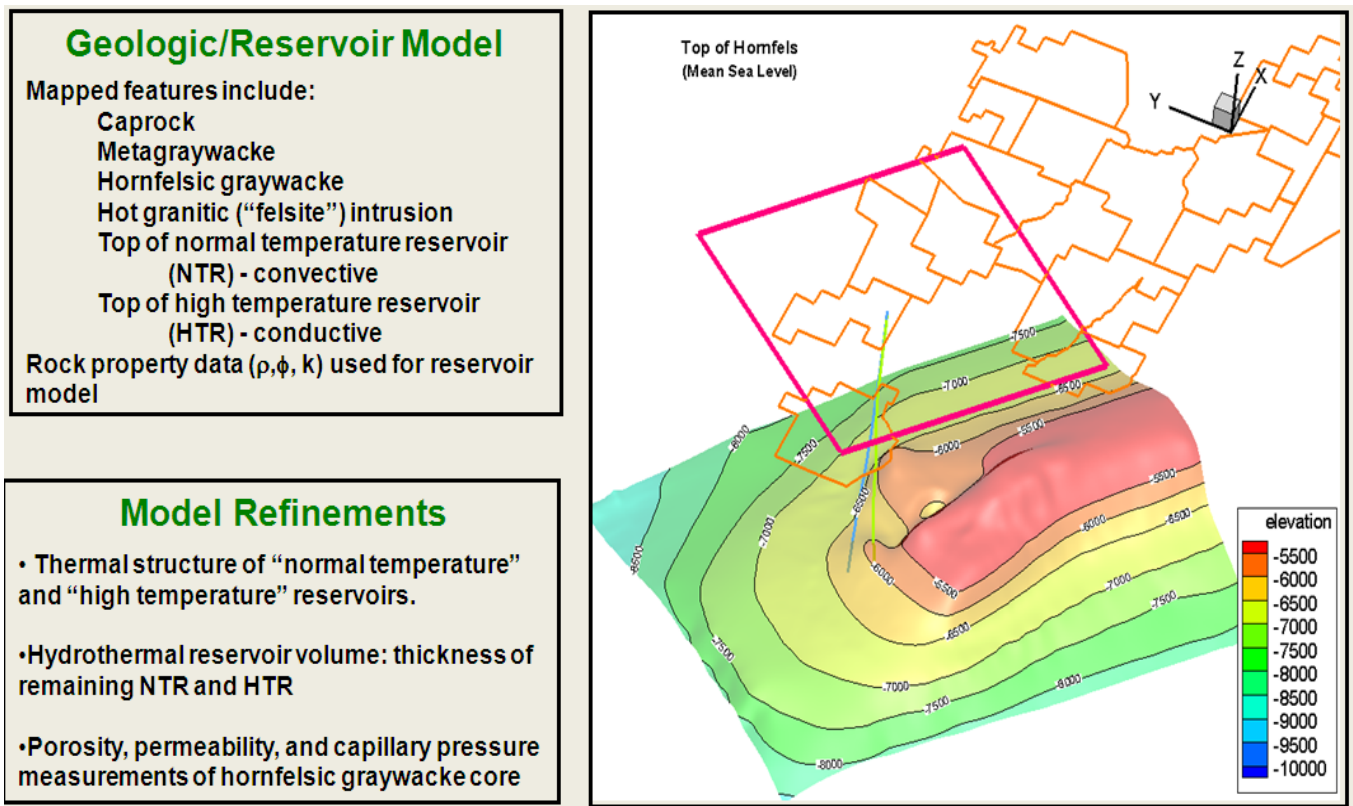 Geologic/Reservoir Model
Mapped features include:
Caprock
Metagraywacke
Hornfelsic graywacke
Hot granitic (“felsite”) intrusion
Top of normal temperature reservoir
(NTR) - convective
Top of high temperature reservoir
(HTR) - conductive
Rock property data (ρ,ϕ, k) used for reservoir
model
Model Refinements
• Thermal structure of “normal temperature”
and “high temperature” reservoirs.
•Hydrothermal reservoir volume: thickness of
remaining NTR and HTR
•Porosity, permeability, and capillary pressure
measurements of hornfelsic graywacke core
Top of Hornfels
(Mean Sea Level)
Z
X
Y
-7500
-7000
-6500
-5500
-6000
-8000
-7500
-6500
-5500
-6000
-6500
-7000
-8500
-6000
-5500
-6500
-7000
-7500
-7500
-7000
-7500
-8000
-8000
elevation
-5500
-6000
-6500
-7000
-7500
-8000
-8500
-9000
-9500
-10000